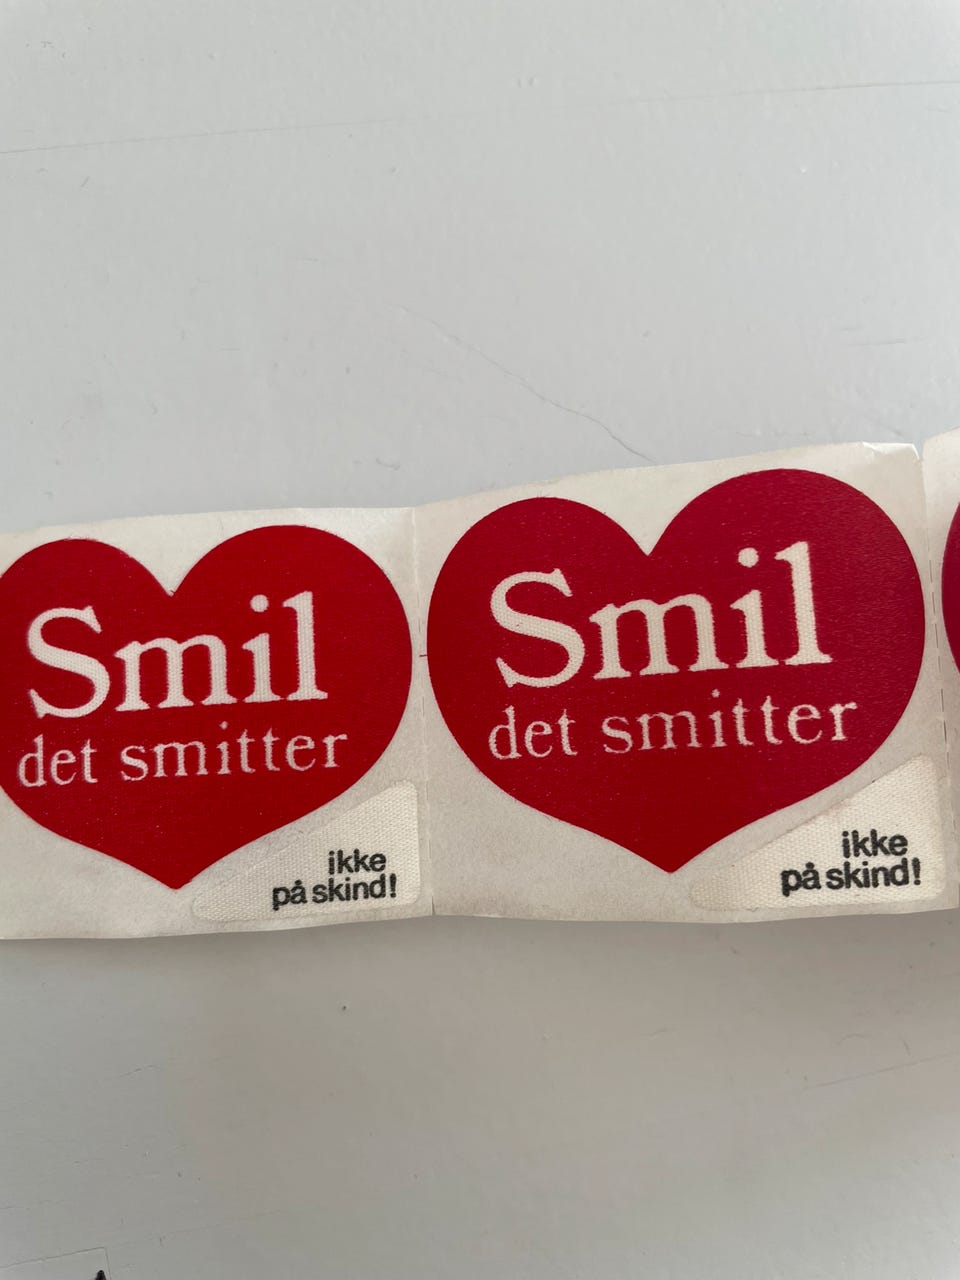 Smil
det smitter
ikke
på skind!
Smil
det smitter
ikke
på skind!